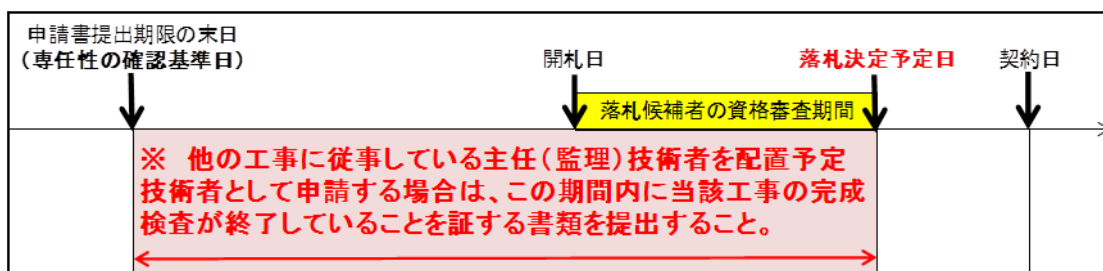 申請書提出期限の末日
（専任性の確認基準日）
開札日
落札決定予定日
契約日
落札候補者の資格審査期間
※　他の工事に従事している主任（監理）技術者を配置予定
技術者として申請する場合は、この期間内に当該工事の完成
検査が終了していることを証する書類を提出すること。